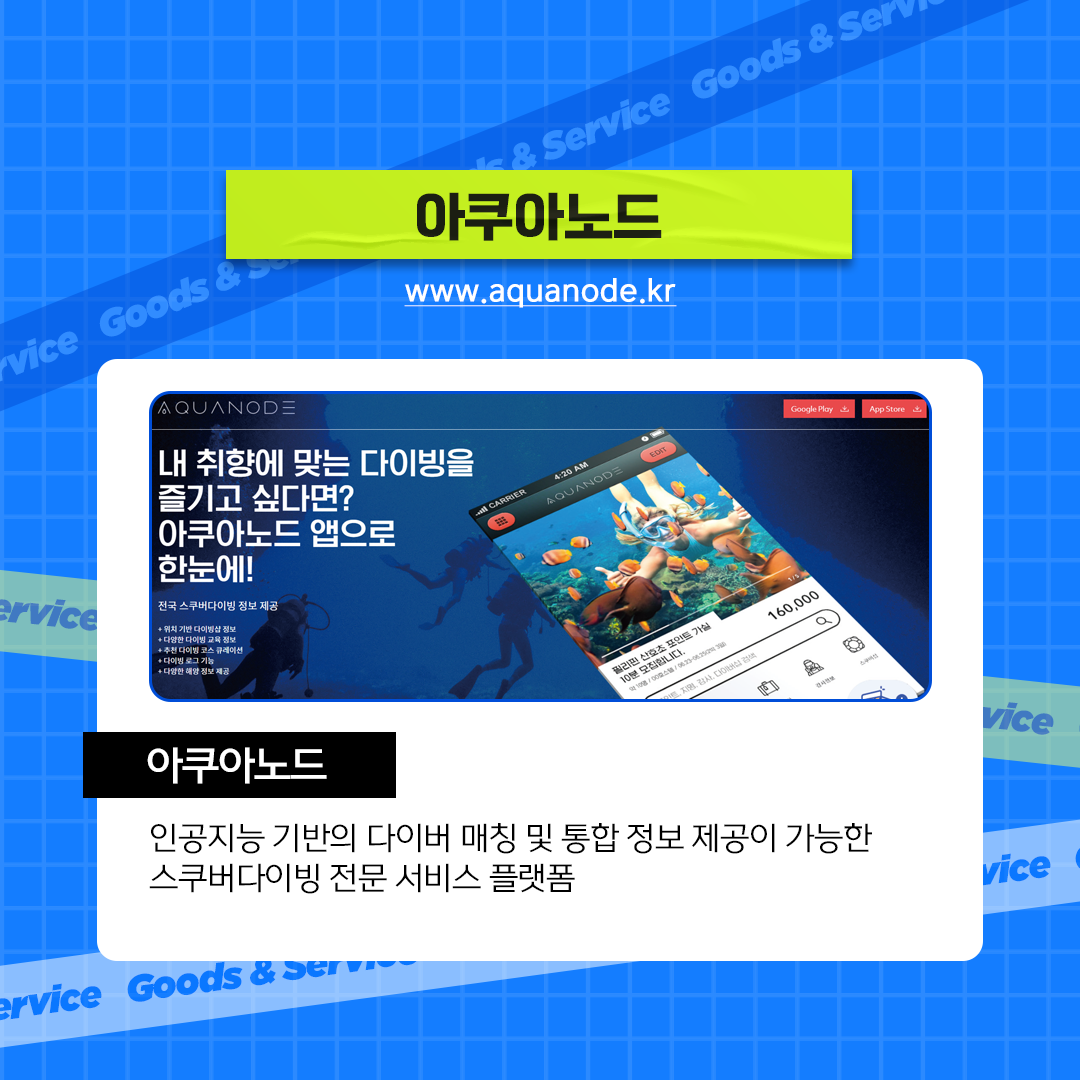 Goods & Service
Goods & Service
아쿠아노드
www.aquanode.kr
AQUANODE
Google Play
App Store
내 취향에 맞는 다이빙을
즐기고 싶다면?
아쿠아노드 앱으로
한눈에!
전국 스쿠버다이빙 정보 제공
+ 위치 기반 다이빙샵 정보
+ 다양한 다이빙 교육 정보
+ 추천 다이빙 코스 큐레이션
+ 다이빙 로그 기능
+ 다양한 해양 정보 제공
CARRIER
4:20 AM
AQUANODE
EDIT
1/5
필리핀 산호초 포인트 가실
10분 모집합니다.
160,000
아쿠아노드
인공지능 기반의 다이버 매칭 및 통합 정보 제공이 가능한
스쿠버다이빙 전문 서비스 플랫폼
Goods & Service